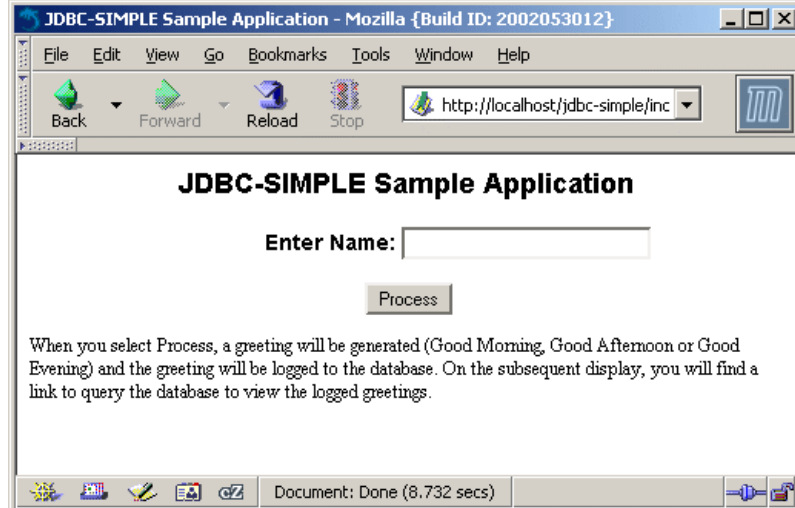 JDBC-SIMPLE Sample Application - Mozilla {Build ID: 2002053012}
File Edit View Go Bookmarks Tools Window Help
Back Forward Reload Stop http://localhost/jdbc-simple/inc
JDBC-SIMPLE Sample Application
Enter Name:
Process
When you select Process, a greeting will be generated (Good Morning, Good Afternoon or Good
Evening) and the greeting will be logged to the database. On the subsequent display, you will find a
link to query the database to view the logged greetings.
Document: Done (8.732 secs)